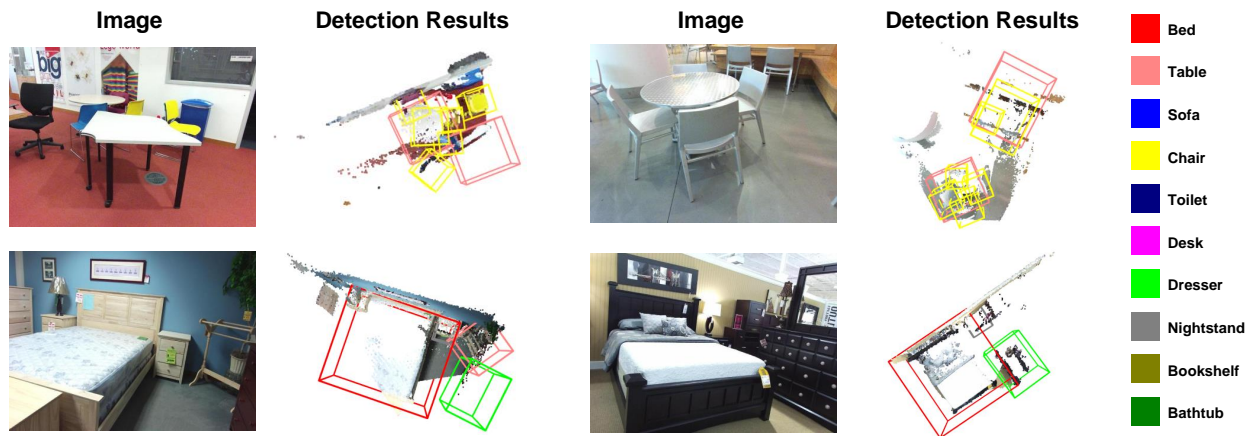 Image
Detection Results
Image
Detection Results
big
Bed
Table
Sofa
Chair
Toilet
Desk
Dresser
Nightstand
Bookshelf
Bathtub